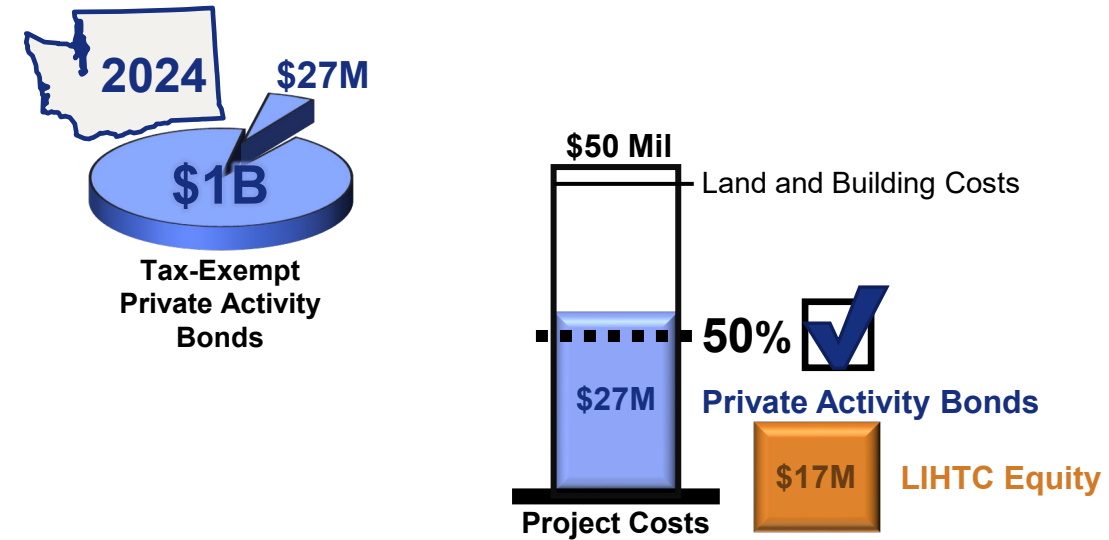 2024
$27M
$1B
Tax-Exempt
Private Activity
Bonds
$50 Mil
Land and Building Costs
50%
$27M
Private Activity Bonds
$17M
LIHTC Equity
Project Costs